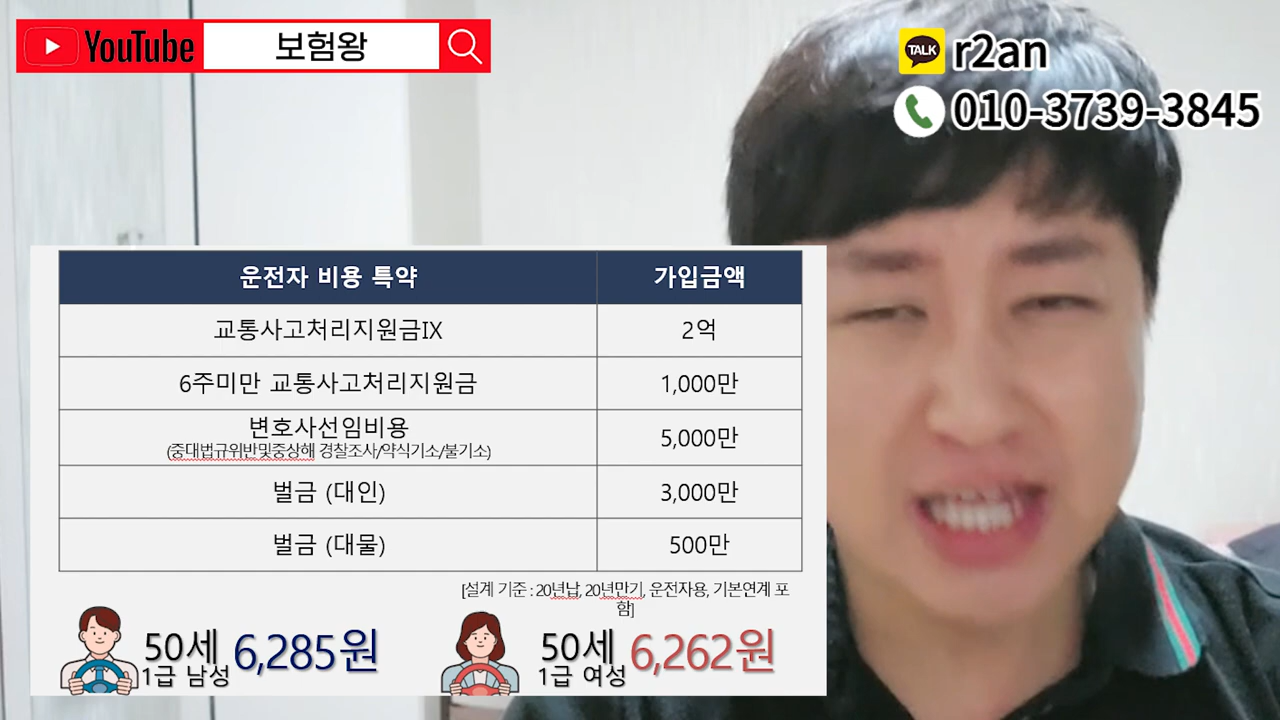 YouTube 보험왕
TALK r2an
010-3739-3845
운전자 비용 특약 가입금액
교통사고처리지원금IX 2억
6주미만 교통사고처리지원금 1,000만
변호사선임비용 5,000만
(중대법규위반및중상해 경찰조사/약식기소/불기소)
벌금 (대인) 3,000만
벌금 (대물) 500만
[설계 기준 : 20년납, 20년만기, 운전자용, 기본연계 포
함]
50세 6,285원
1급 남성
50세 6,262원
1급 여성